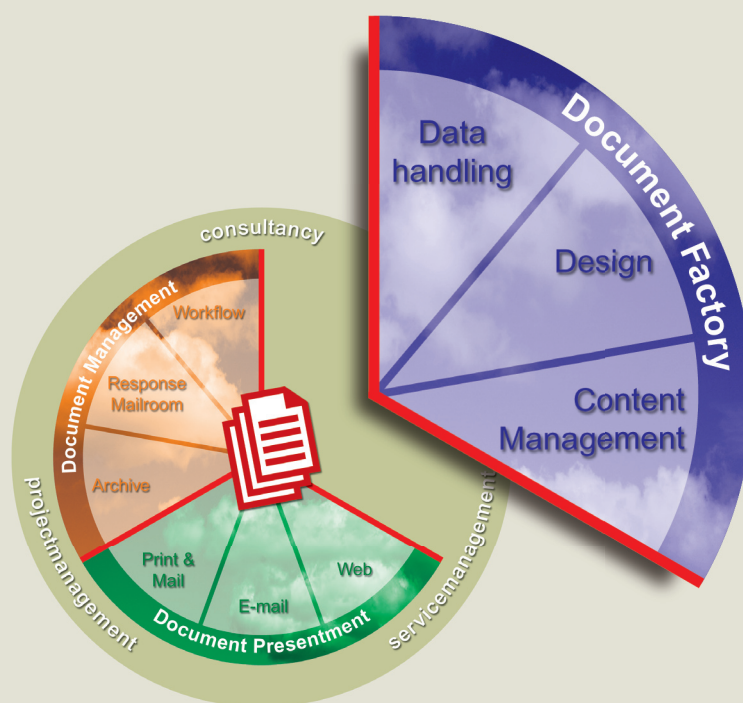 Document Factory
Data
handling
Design
Content
Management
consultancy
Document Management
Workflow
Response
Mailroom
Archive
projectmanagement
servicemanagement
Print &
Mail
E-mail
Web
Document Presentment